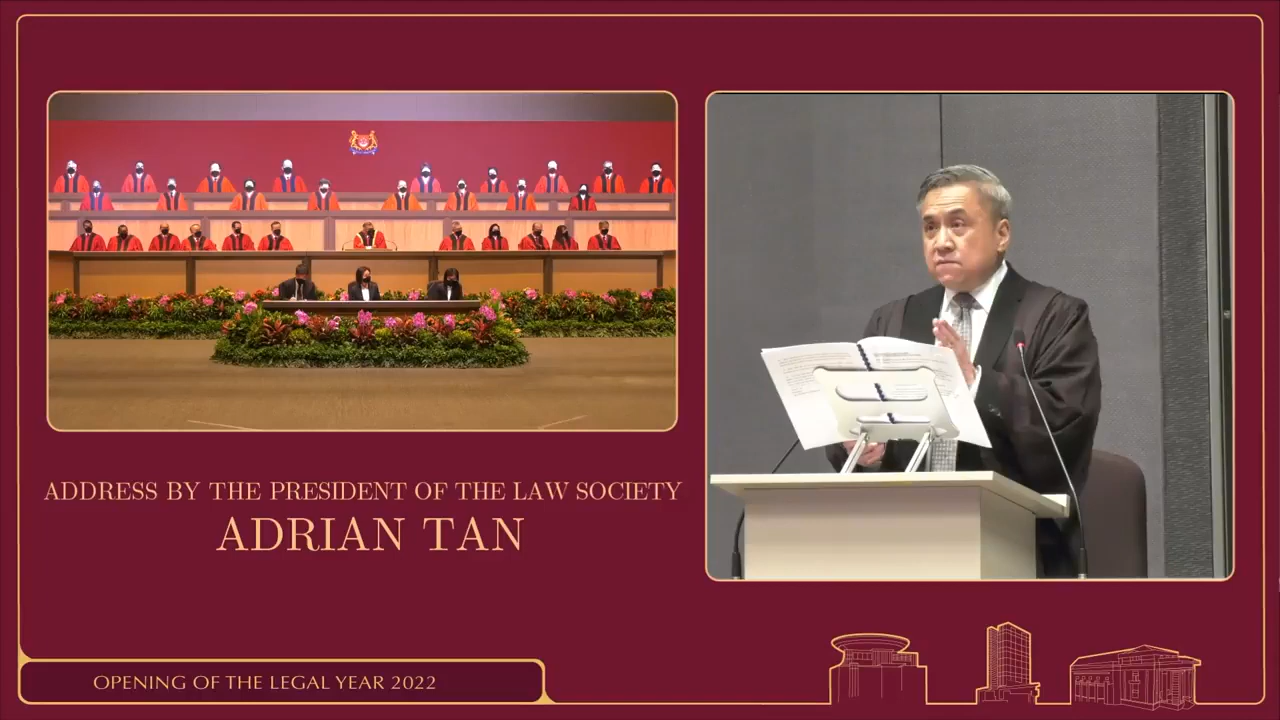 ADDRESS BY THE PRESIDENT OF THE LAW SOCIETY
ADRIAN TAN
OPENING OF THE LEGAL YEAR 2022